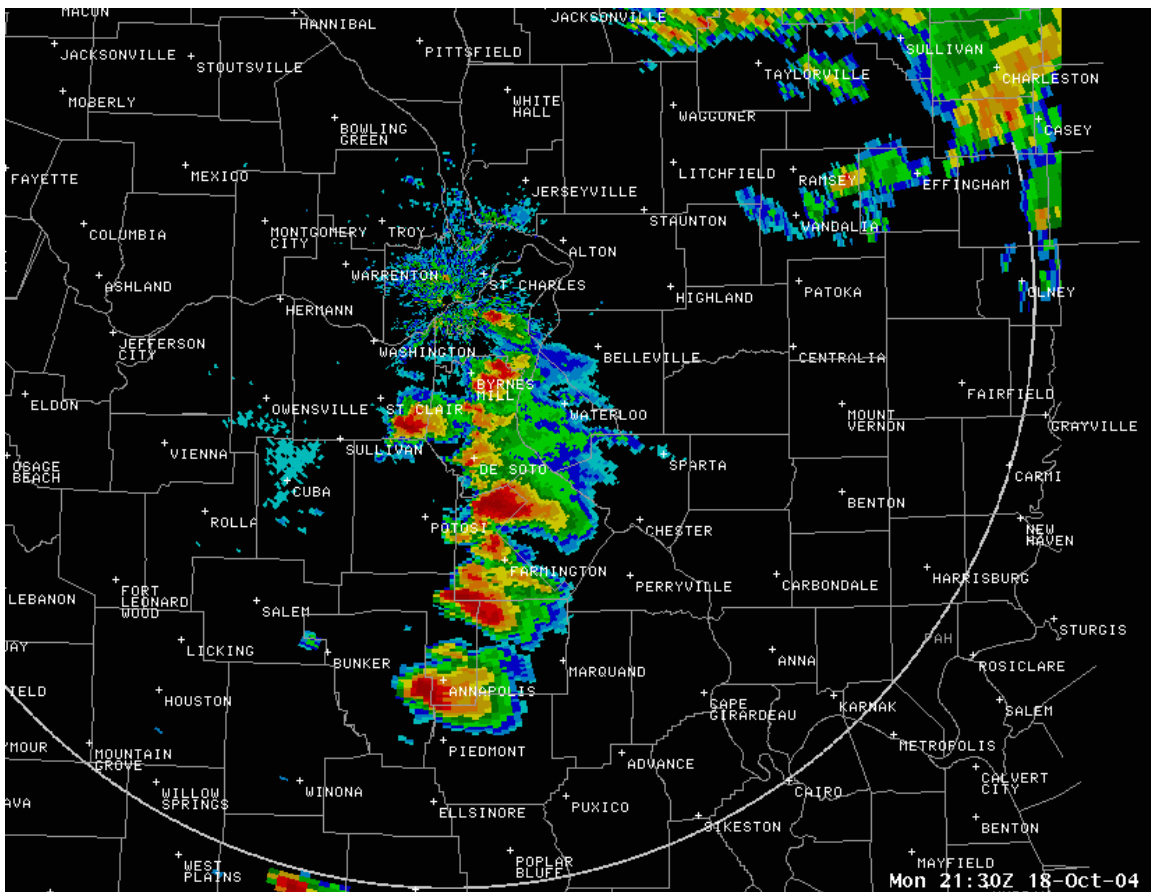 MACON
HANNIBAL
JACKSONVILLE
JACKSONVILLE
PITTSFIELD
SULLIVAN
STOUTSVILLE
TAYLORVILLE
CHARLESTON
MOBERLY
WHITE
HALL
WAGGONER
BOWLING
GREEN
CASEY
FAYETTE
MEXICO
JERSEYVILLE
LITCHFIELD
RAMSEY
EFFINGHAM
COLUMBIA
MONTGOMERY
CITY
TROY
STAUNTON
VANDALIA
ALTON
ASHLAND
WARRENTON
ST CHARLES
HIGHLAND
PATOKA
OLNEY
HERMANN
JEFFERSON
CITY
WASHINGTON
BELLEVILLE
CENTRALIA
BYRNES
MILL
FAIRFIELD
ELDON
OWENSVILLE
ST CLAIR
WATERLOO
MOUNT
VERNON
GRAYVILLE
VIENNA
SULLIVAN
OSAGE
BEACH
DE SOTO
SPARTA
CARMI
CUBA
BENTON
ROLLA
POTOSI
CHESTER
NEW
HAVEN
FARMINGTON
LEBANON
FORT
LEONARD
WOOD
PERRYVILLE
CARBONDALE
HARRISBURG
SALEM
STURGIS
JAY
LICKING
BUNKER
MARQUAND
ANNA
PAH
ROSICLARE
IELD
HOUSTON
ANNAPOLIS
CAPE
GIRARDEAU
KARNAK
SALEM
YMOUR
MOUNTAIN
GROVE
PIEDMONT
ADVANCE
METROPOLIS
AVA
WILLOW
SPRINGS
WINONA
ELLSINORE
PUXICO
CAIRO
CALVERT
CITY
SIKESTON
BENTON
WEST
PLAINS
POPLAR
BLUFF
MAYFIELD
Mon 21:30Z 18-Oct-04